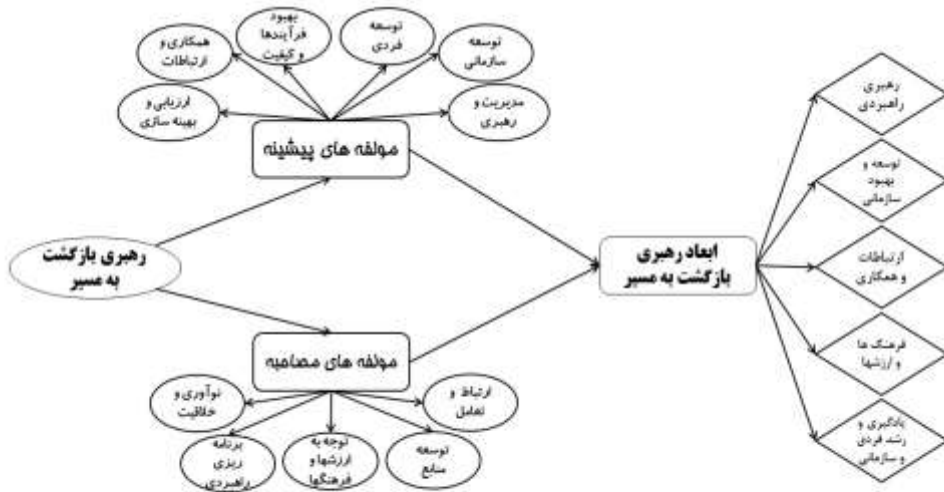 بهبود
فرآیندها
و کیفیت
توسعه
فردی
همکاری و
ارتباطات
توسعه
سازمانی
ارزیابی و
بهینه سازی
مدیریت و
رهبری
مولفه های پیشینه
رهبری بازگشت
به مسیر
ابعاد رهبری
بازگشت به مسیر
مولفه های مصاحبه
نوآوری و
خلاقیت
ارتباط و
تعامل
برنامه
ریزی
راهبردی
توجه به
ارزشها و
فرهنگها
توسعه
منابع
رهبری
راهبردی
توسعه و
بهبود
سازمانی
ارتباطات
و همکاری
فرهنگ ها
و ارزشها
یادگیری و
رشد فردی
و سازمانی